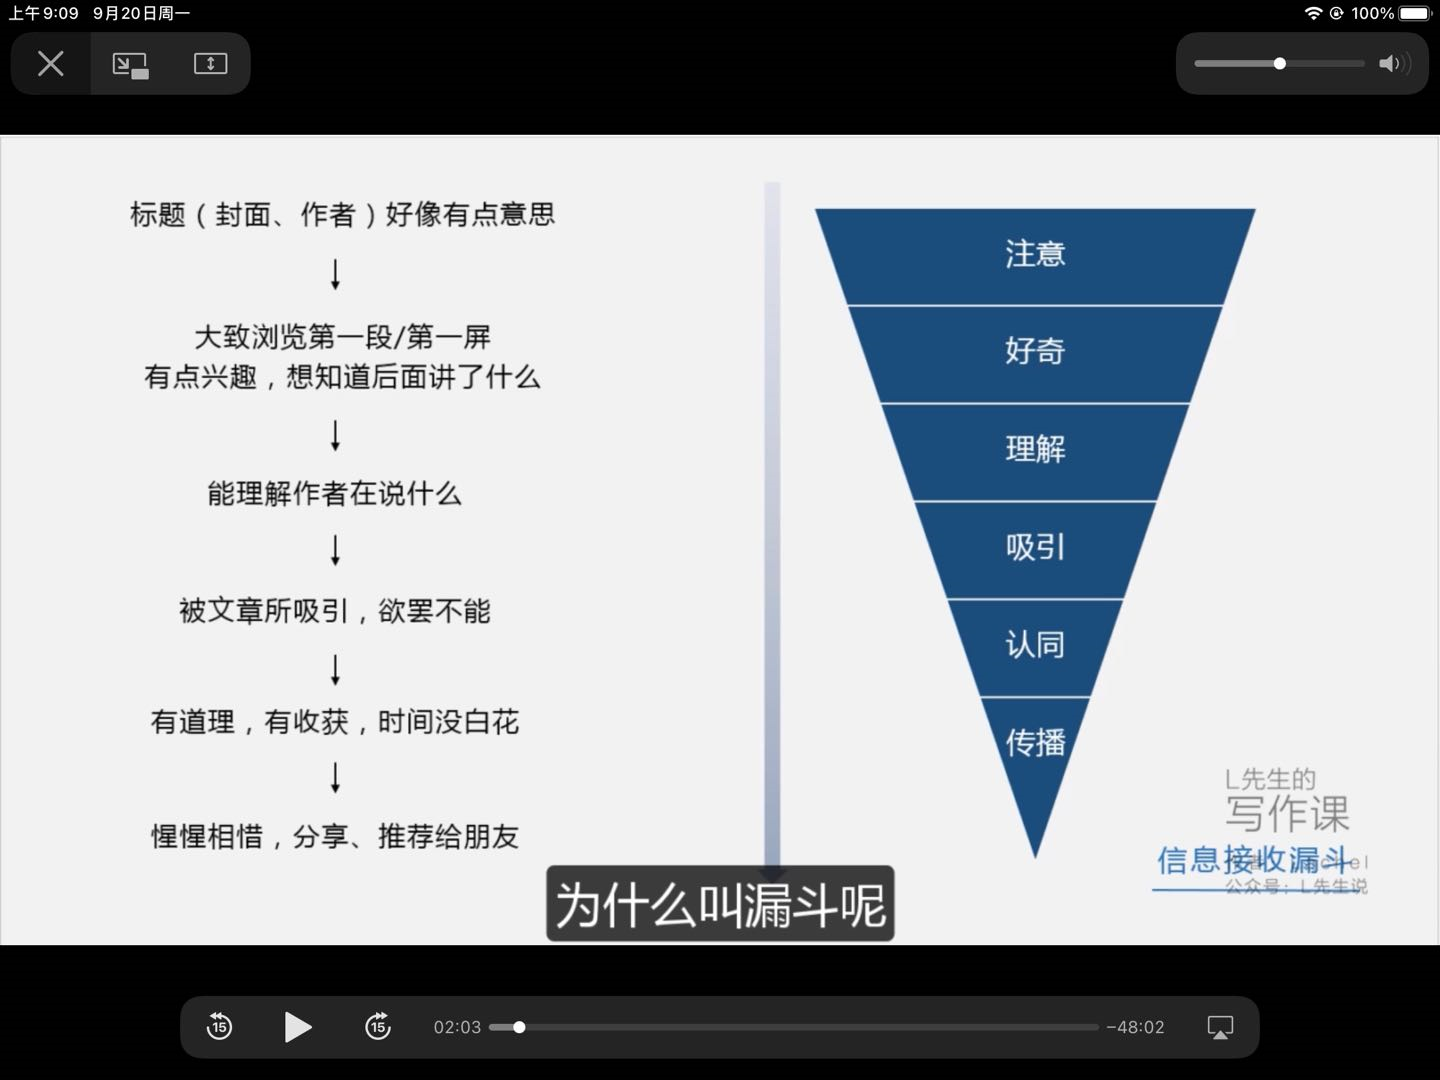 上午9:09 9月20日周一
100%
标题（封面、作者）好像有点意思
大致浏览第一段/第一屏
有点兴趣，想知道后面讲了什么
能理解作者在说什么
被文章所吸引，欲罢不能
有道理，有收获，时间没白花
惺惺相惜，分享、推荐给朋友
注意
好奇
理解
吸引
认同
传播
L先生的
写作课
信息接收漏斗
公众号：L先生说
为什么叫漏斗呢
15
15
02:03
-48:02